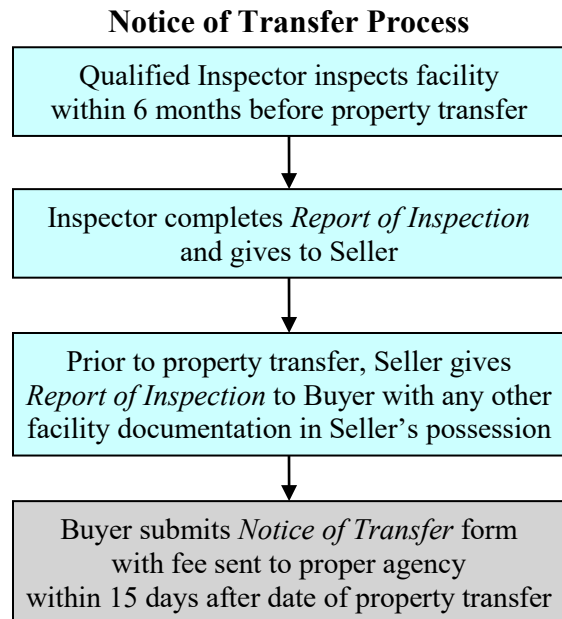 Notice of Transfer Process
Qualified Inspector inspects facility
within 6 months before property transfer
Inspector completes Report of Inspection
and gives to Seller
Prior to property transfer, Seller gives
Report of Inspection to Buyer with any other
facility documentation in Seller’s possession
Buyer submits Notice of Transfer form
with fee sent to proper agency
within 15 days after date of property transfer